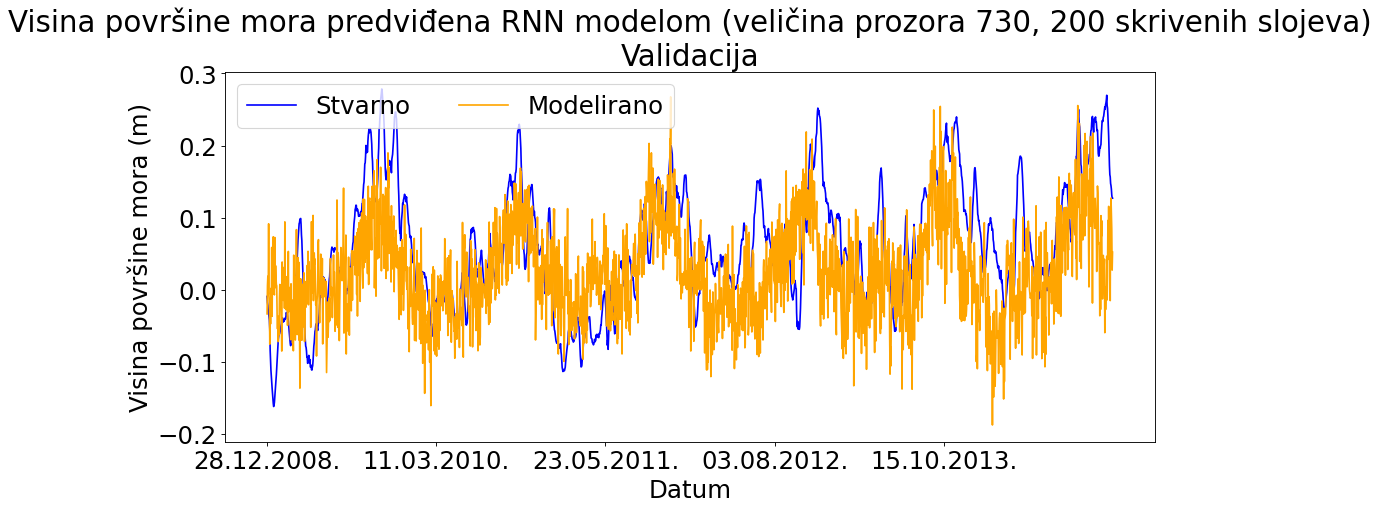 Visina površine mora predviđena RNN modelom (veličina prozora 730, 200 skrivenih slojeva)
Validacija
Stvarno Modelirano
Visina površine mora (m)
0.3
0.2
0.1
0.0
−0.1
−0.2
28.12.2008. 11.03.2010. 23.05.2011. 03.08.2012. 15.10.2013.
Datum